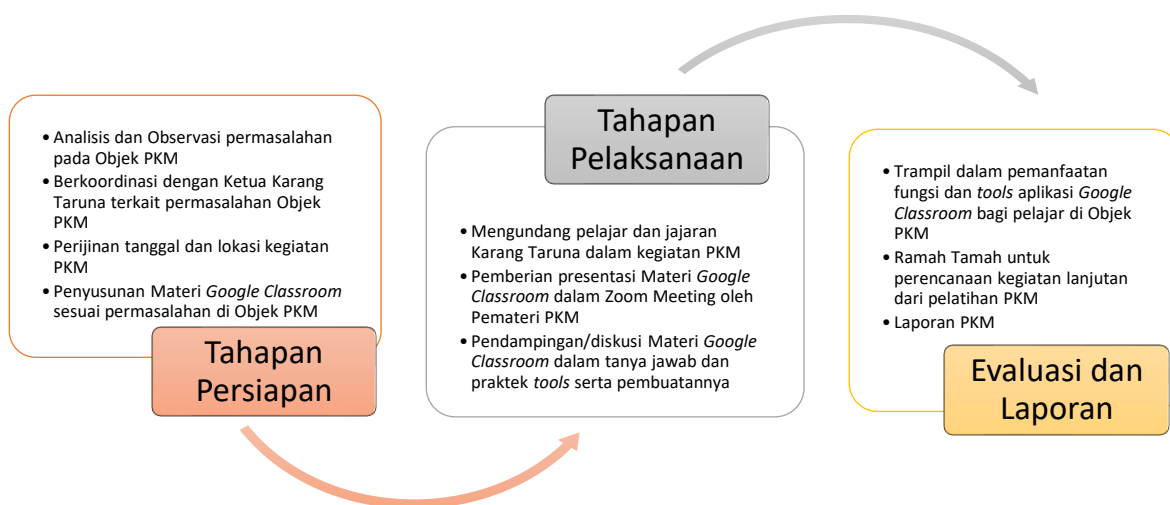 • Analisis dan Observasi permasalahan
pada Objek PKM
• Berkoordinasi dengan Ketua Karang
Taruna terkait permasalahan Objek
PKM
• Perijinan tanggal dan lokasi kegiatan
PKM
• Penyusunan Materi Google Classroom
sesuai permasalahan di Objek PKM
Tahapan
Persiapan
Tahapan
Pelaksanaan
• Mengundang pelajar dan jajaran
Karang Taruna dalam kegiatan PKM
• Pemberian presentasi Materi Google
Classroom dalam Zoom Meeting oleh
Pemateri PKM
• Pendampingan/diskusi Materi Google
Classroom dalam tanya jawab dan
praktek tools serta pembuatannya
• Trampil dalam pemanfaatan
fungsi dan tools aplikasi Google
Classroom bagi pelajar di Objek
PKM
• Ramah Tamah untuk
perencanaan kegiatan lanjutan
dari pelatihan PKM
• Laporan PKM
Evaluasi dan
Laporan